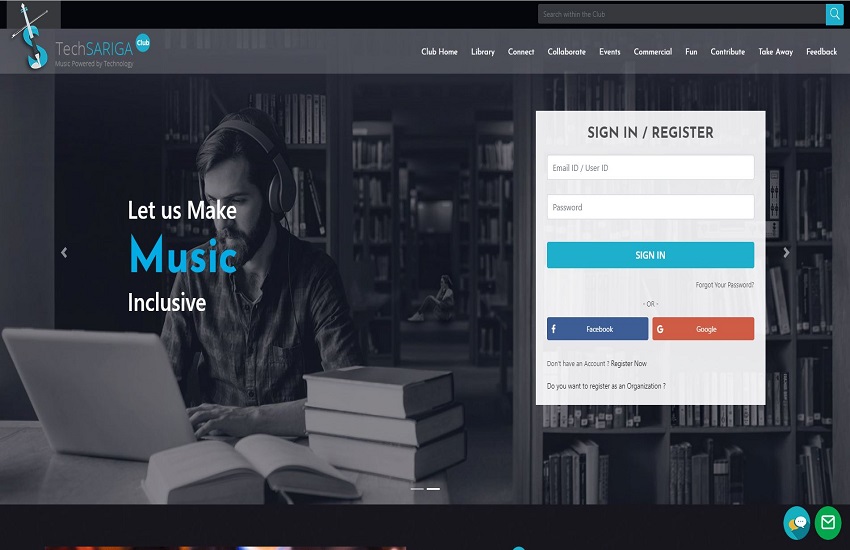 Search within the Club
TechSARIGA Club
Music Powered by Technology
Club Home Library Connect Collaborate Events Commercial Fun Contribute Take Away Feedback
Let us Make
Music
Inclusive
SIGN IN / REGISTER
Email ID / User ID
Password
SIGN IN
Forgot Your Password?
- OR -
f Facebook
G Google
Don't have an Account ? Register Now
Do you want to register as an Organization ?